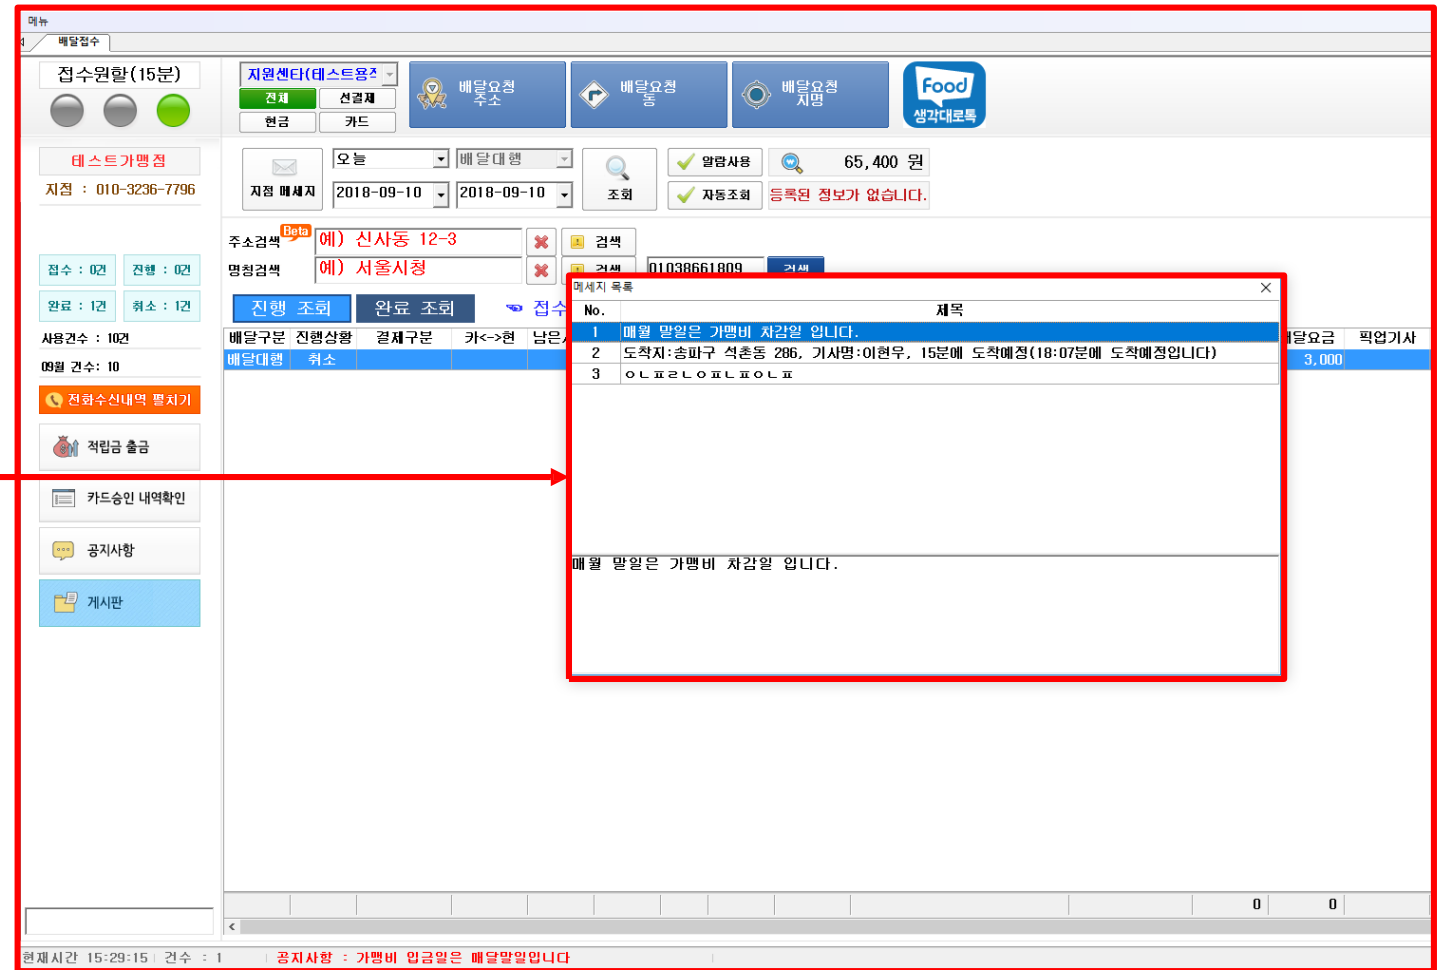 메뉴
배달접수
접수원할(15분)
지원센타(테스트용
전체 선결제
현금 카드
배달요청
주소
배달요청
동
배달요청
지명
Food
생각대로톡
테스트가맹점
지점 : 010-3236-7796
지점 메세지
오늘 배달대행
2018-09-10 2018-09-10
조회
알람사용
자동조회
65,400 원
등록된 정보가 없습니다.
주소검색 Beta 예) 신사동 12-3 검색
명칭검색 예) 서울시청 검색 01038661809 검색
접수 : 0건 진행 : 0건
완료 : 1건 취소 : 1건
사용건수 : 10건
09월 건수: 10
전화수신내역 펼치기
적립금 출금
카드승인 내역확인
공지사항
게시판
진행 조회 완료 조회 접수
배달구분 진행상황 결제구분 카<->현 남은 배달요금 픽업기사
배달대행 취소 3,000
메세지 목록
No. 제목
1 매월 말일은 가맹비 차감일 입니다.
2 도착지:송파구 석촌동 286, 기사명:이현우, 15분에 도착예정(18:07분에 도착예정입니다)
3 ㅇㄴㅍㄹㄴㅇㅍㄴㅍㅇㄴㅍ
매월 말일은 가맹비 차감일 입니다.
0 0
현재시간 15:29:15 건수 : 1 공지사항 : 가맹비 입금일은 매달말일입니다